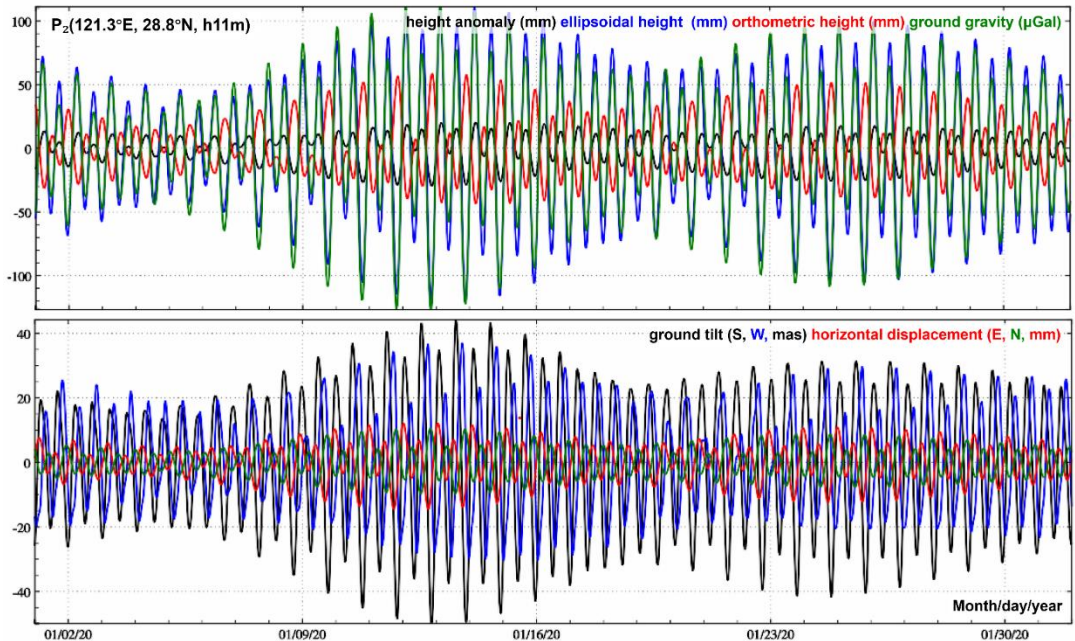 P₂(121.3°E, 28.8°N, h11m)
height anomaly (mm) ellipsoidal height (mm) orthometric height (mm) ground gravity (μGal)
100
50
0
-50
-100
ground tilt (S, W, mas) horizontal displacement (E, N, mm)
40
20
0
-20
-40
Month/day/year
01/02/20 01/09/20 01/16/20 01/23/20 01/30/20